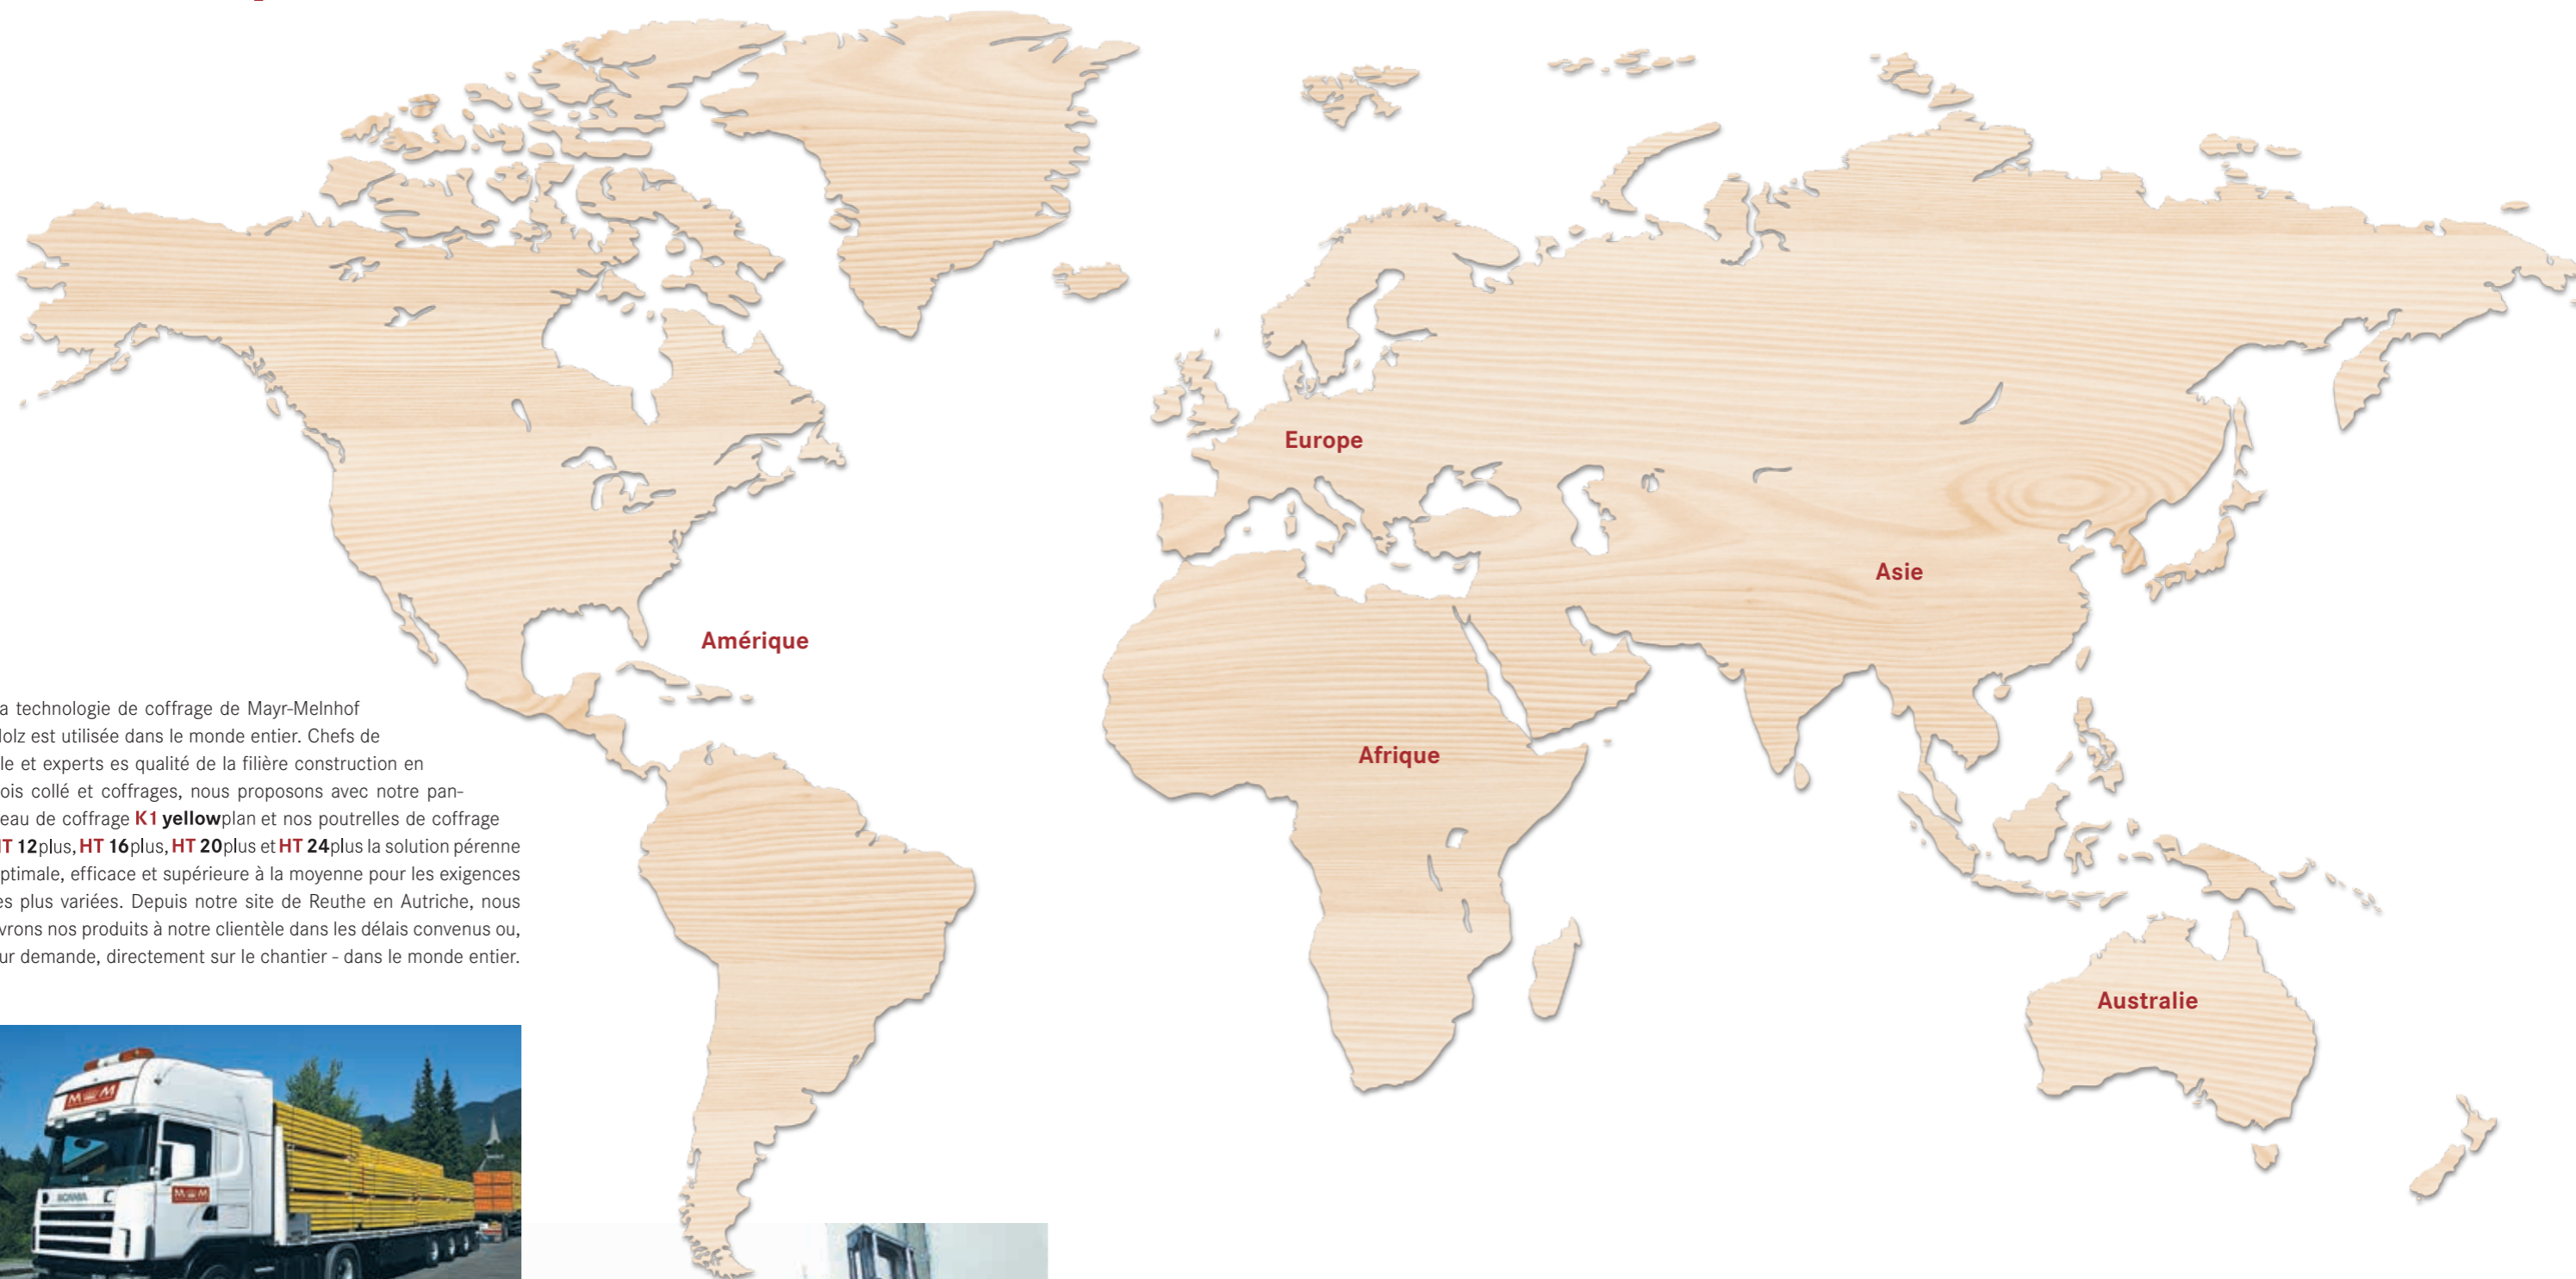 Europe
Asie
Amérique
Afrique
Australie
a technologie de coffrage de Mayr-Melnhof
olz est utilisée dans le monde entier. Chefs de
le et experts es qualité de la filière construction en
ois collé et coffrages, nous proposons avec notre pan-
eau de coffrage K1 yellowplan et nos poutrelles de coffrage
HT 12plus, HT 16plus, HT 20plus et HT 24plus la solution pérenne
ptimale, efficace et supérieure à la moyenne pour les exigences
es plus variées. Depuis notre site de Reuthe en Autriche, nous
vrons nos produits à notre clientèle dans les délais convenus ou,
ur demande, directement sur le chantier - dans le monde entier.
M M
M M
SCANIA